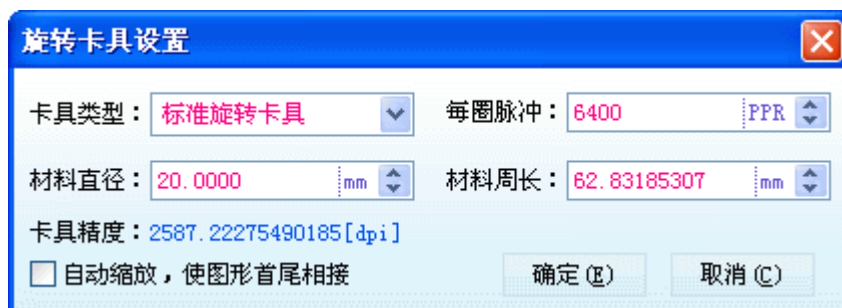 旋转卡具设置
卡具类型：标准旋转卡具 每圈脉冲：6400 PPR
材料直径：20.0000 mm 材料周长：62.83185307 mm
卡具精度：2587.22275490185[dpi]
自动缩放，使图形首尾相接 确定(E) 取消(C)